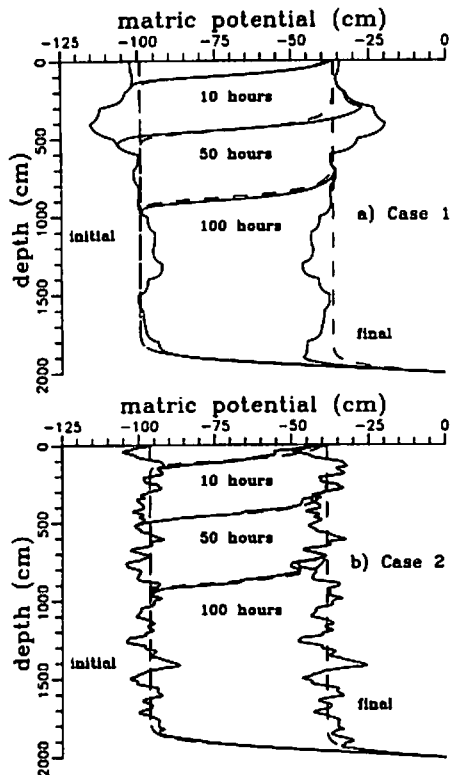 matric potential (cm)
-125 -100 -75 -50 -25 0
0
500
1000
1500
2000
depth (cm)
10 hours
50 hours
100 hours
initial
a) Case 1
final
matric potential (cm)
-125 -100 -75 -50 -25 0
0
500
1000
1500
2000
depth (cm)
10 hours
50 hours
100 hours
b) Case 2
initial
final